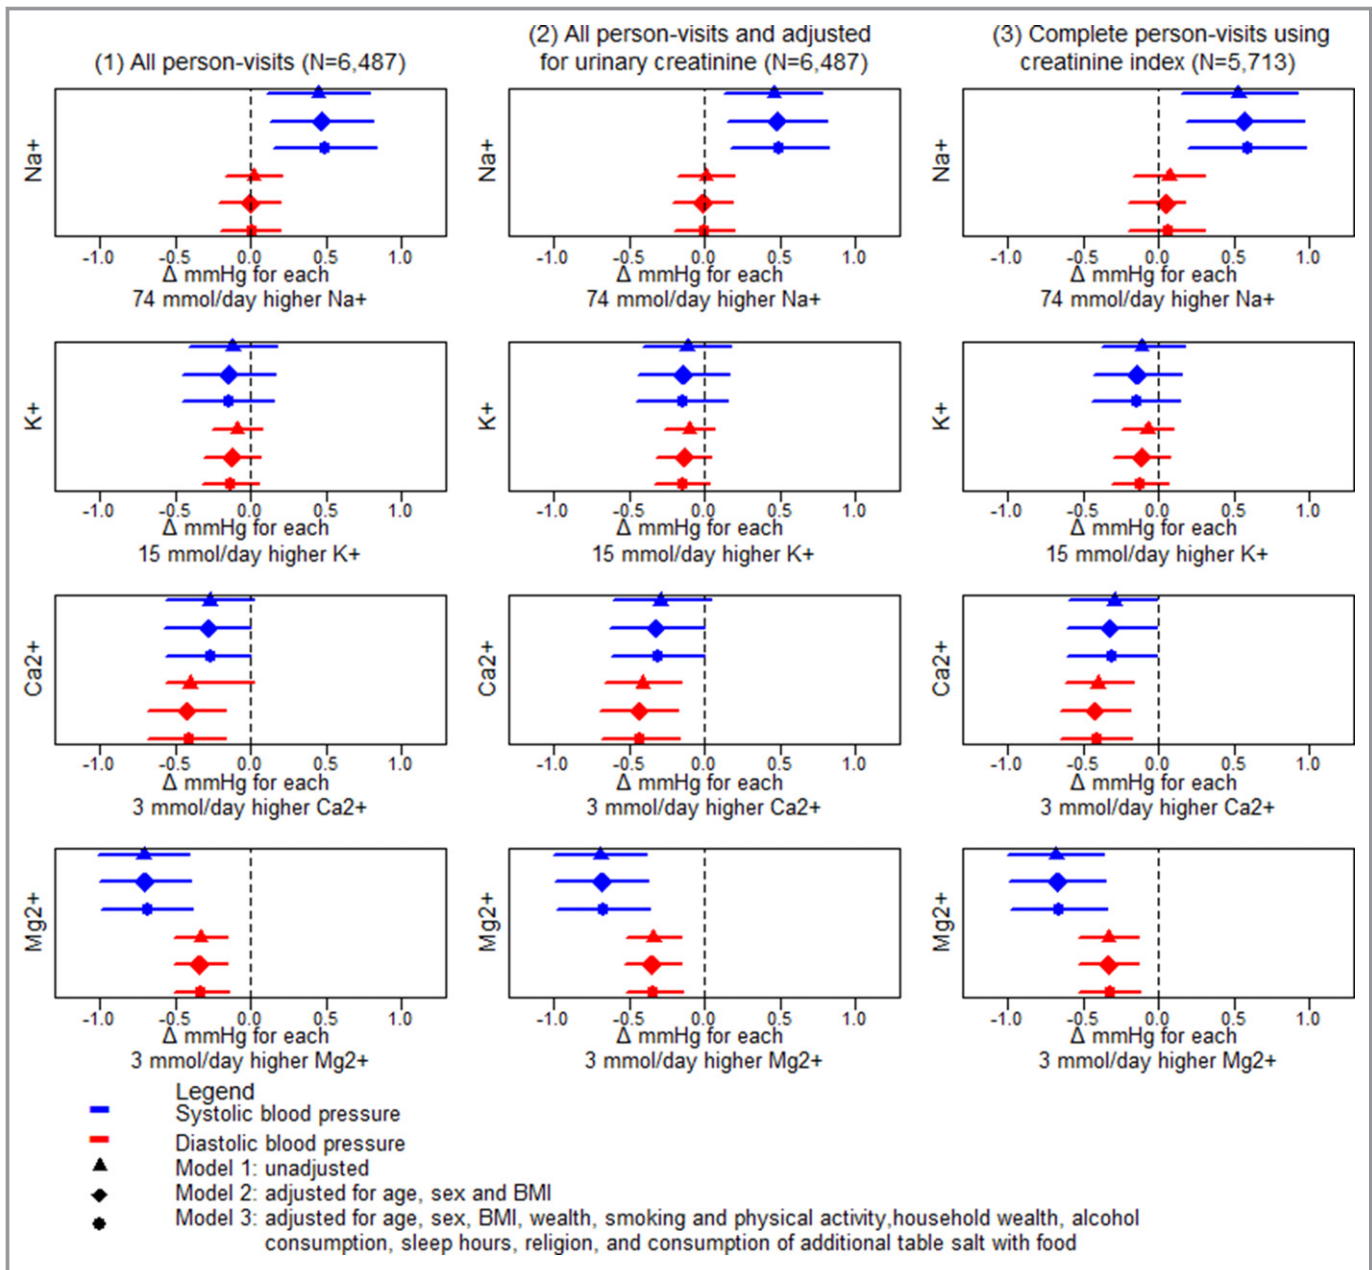 (1) All person-visits (N=6,487)
(2) All person-visits and adjusted
for urinary creatinine (N=6,487)
(3) Complete person-visits using
creatinine index (N=5,713)
Na+
-1.0 -0.5 0.0 0.5 1.0
Δ mmHg for each
74 mmol/day higher Na+
Na+
-1.0 -0.5 0.0 0.5 1.0
Δ mmHg for each
74 mmol/day higher Na+
Na+
-1.0 -0.5 0.0 0.5 1.0
Δ mmHg for each
74 mmol/day higher Na+
K+
-1.0 -0.5 0.0 0.5 1.0
Δ mmHg for each
15 mmol/day higher K+
K+
-1.0 -0.5 0.0 0.5 1.0
Δ mmHg for each
15 mmol/day higher K+
K+
-1.0 -0.5 0.0 0.5 1.0
Δ mmHg for each
15 mmol/day higher K+
Ca2+
-1.0 -0.5 0.0 0.5 1.0
Δ mmHg for each
3 mmol/day higher Ca2+
Ca2+
-1.0 -0.5 0.0 0.5 1.0
Δ mmHg for each
3 mmol/day higher Ca2+
Ca2+
-1.0 -0.5 0.0 0.5 1.0
Δ mmHg for each
3 mmol/day higher Ca2+
Mg2+
-1.0 -0.5 0.0 0.5 1.0
Δ mmHg for each
3 mmol/day higher Mg2+
Mg2+
-1.0 -0.5 0.0 0.5 1.0
Δ mmHg for each
3 mmol/day higher Mg2+
Mg2+
-1.0 -0.5 0.0 0.5 1.0
Δ mmHg for each
3 mmol/day higher Mg2+
Legend
Systolic blood pressure
Diastolic blood pressure
Model 1: unadjusted
Model 2: adjusted for age, sex and BMI
Model 3: adjusted for age, sex, BMI, wealth, smoking and physical activity,household wealth, alcohol
consumption, sleep hours, religion, and consumption of additional table salt with food